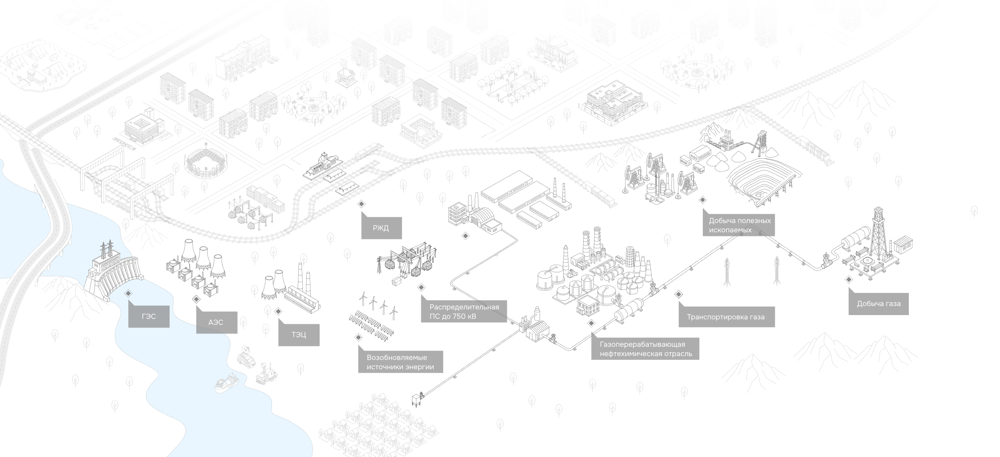 ВОКЗАЛ
РЖД
Добыча полезных
ископаемых
ГЭС
АЭС
ТЭЦ
Распределительная
ПС до 750 кВ
Транспортировка газа
Добыча газа
Возобновляемые
источники энергии
Газоперерабатывающая
нефтехимическая отрасль